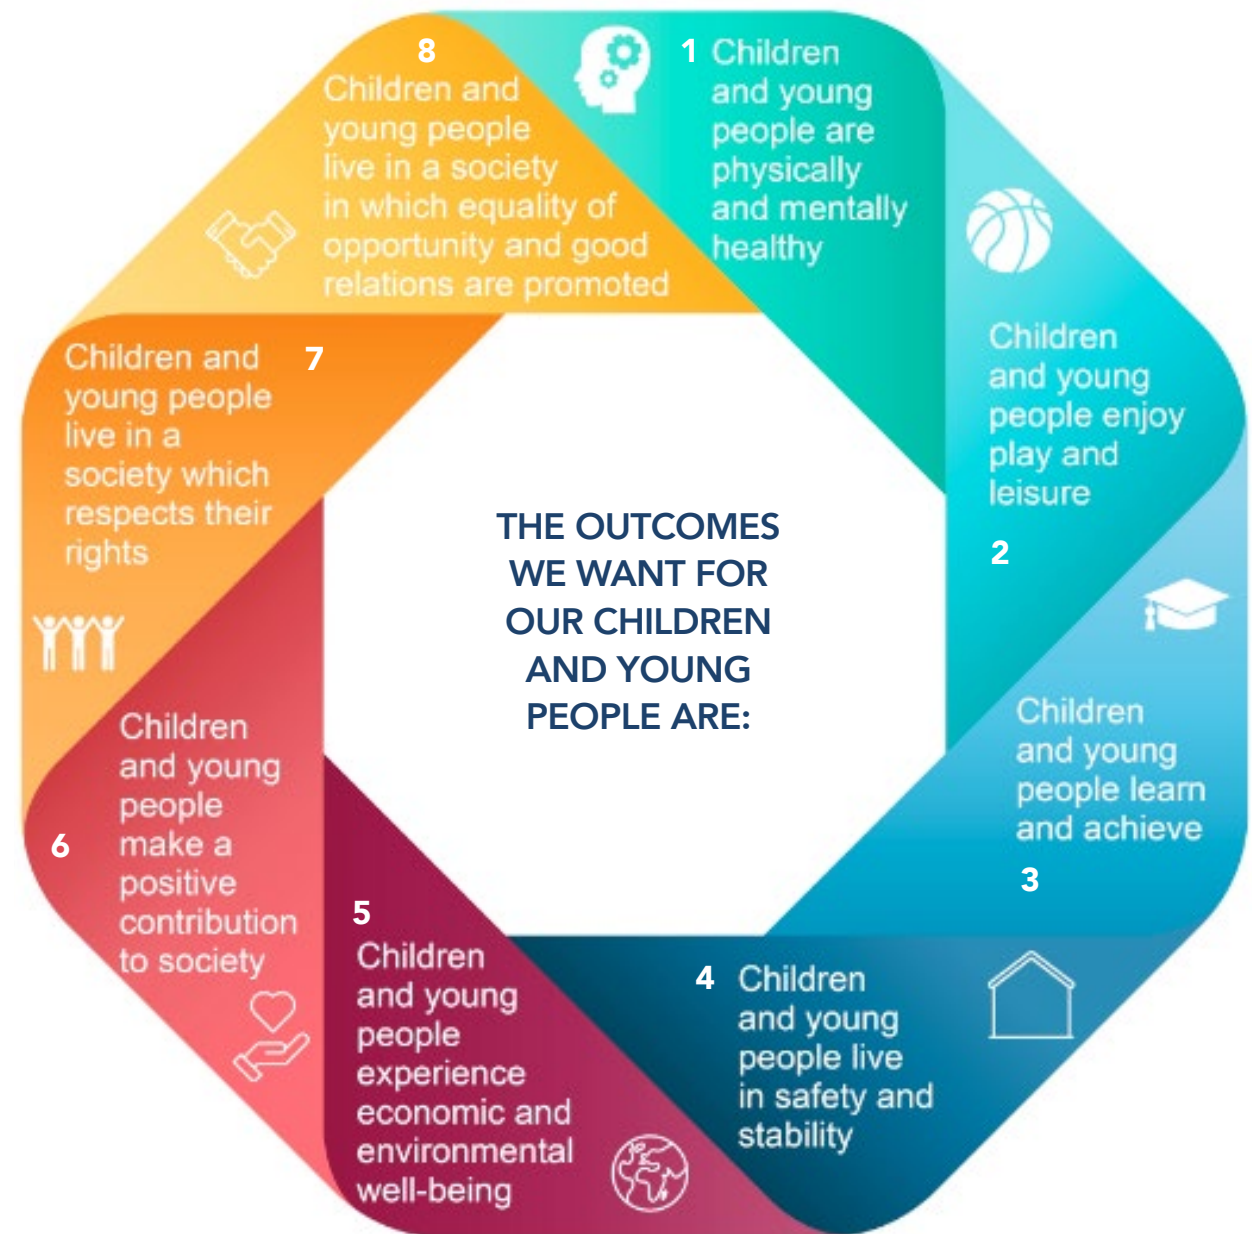 THE OUTCOMES
WE WANT FOR
OUR CHILDREN
AND YOUNG
PEOPLE ARE:
1 Children
and young
people are
physically
and mentally
healthy
Children
and young
people enjoy
play and
leisure
2
Children
and young
people learn
and achieve
3
4 Children
and young
people live
in safety and
stability
5
Children
and young
people
experience
economic and
environmental
well-being
Children
and young
people
6 make a
positive
contribution
to society
Children and 7
young people
live in a
society which
respects their
rights
8
Children and
young people
live in a society
in which equality of
opportunity and good
relations are promoted